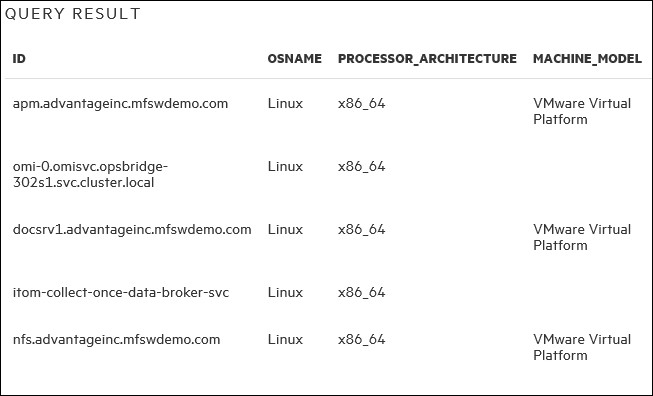 QUERY RESULT
ID OSNAME PROCESSOR_ARCHITECTURE MACHINE_MODEL
apm.advantageinc.mfswdemo.com Linux x86_64 VMware Virtual
Platform
omi-0.omisvc.opsbridge- Linux x86_64
302s1.svc.cluster.local
docsrv1.advantageinc.mfswdemo.com Linux x86_64 VMware Virtual
Platform
itom-collect-once-data-broker-svc Linux x86_64
nfs.advantageinc.mfswdemo.com Linux x86_64 VMware Virtual
Platform